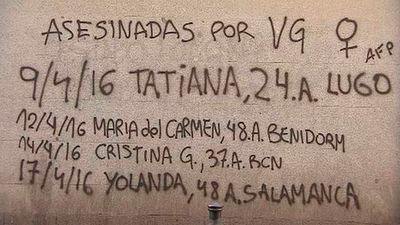 ASESINADAS POR VG ♀ AFP
9/4/16 TATIANA, 24.A. LUGO
12/4/16 MARIA del CARMEN, 48.A. BENIDORM
14/4/16 CRISTINA G., 37.A. BCN
17/4/16 YOLANDA, 48 A. SALAMANCA